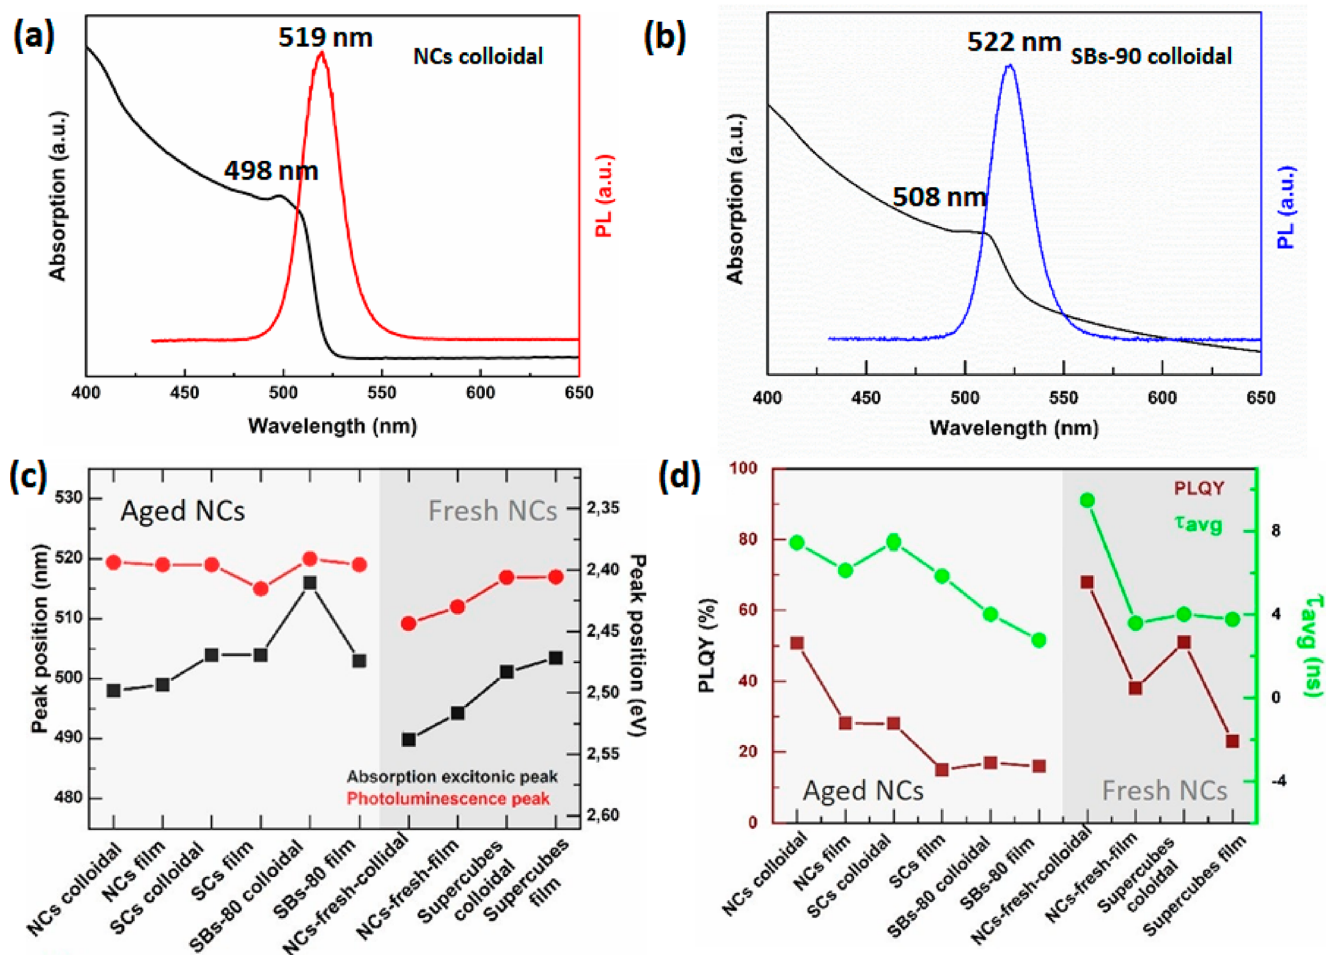 (a)
519 nm
NCs colloidal
498 nm
Absorption (a.u.)
PL (a.u.)
400 450 500 550 600 650
Wavelength (nm)
(b)
522 nm
SBs-90 colloidal
508 nm
Absorption (a.u.)
PL (a.u.)
400 450 500 550 600 650
Wavelength (nm)
(c)
Aged NCs
Fresh NCs
530
520
510
500
490
480
Peak position (nm)
2,35
2,40
2,45
2,50
2,55
2,60
Peak position (eV)
Absorption excitonic peak
Photoluminescence peak
NCs colloidal
NCs film
SCs colloidal
SCs film
SBs-80 colloidal
SBs-80 film
NCs-fresh-collidal
NCs-fresh-film
Supercubes
colloidal
Supercubes
film
(d)
PLQY
τavg
100
80
60
40
20
0
PLQY (%)
8
4
0
-4
τavg (ns)
Aged NCs
Fresh NCs
NCs colloidal
NCs film
SCs colloidal
SCs film
SBs-80 colloidal
SBs-80 film
NCs-fresh-colloidal
NCs-fresh-film
Supercubes
coloidal
Supercubes film